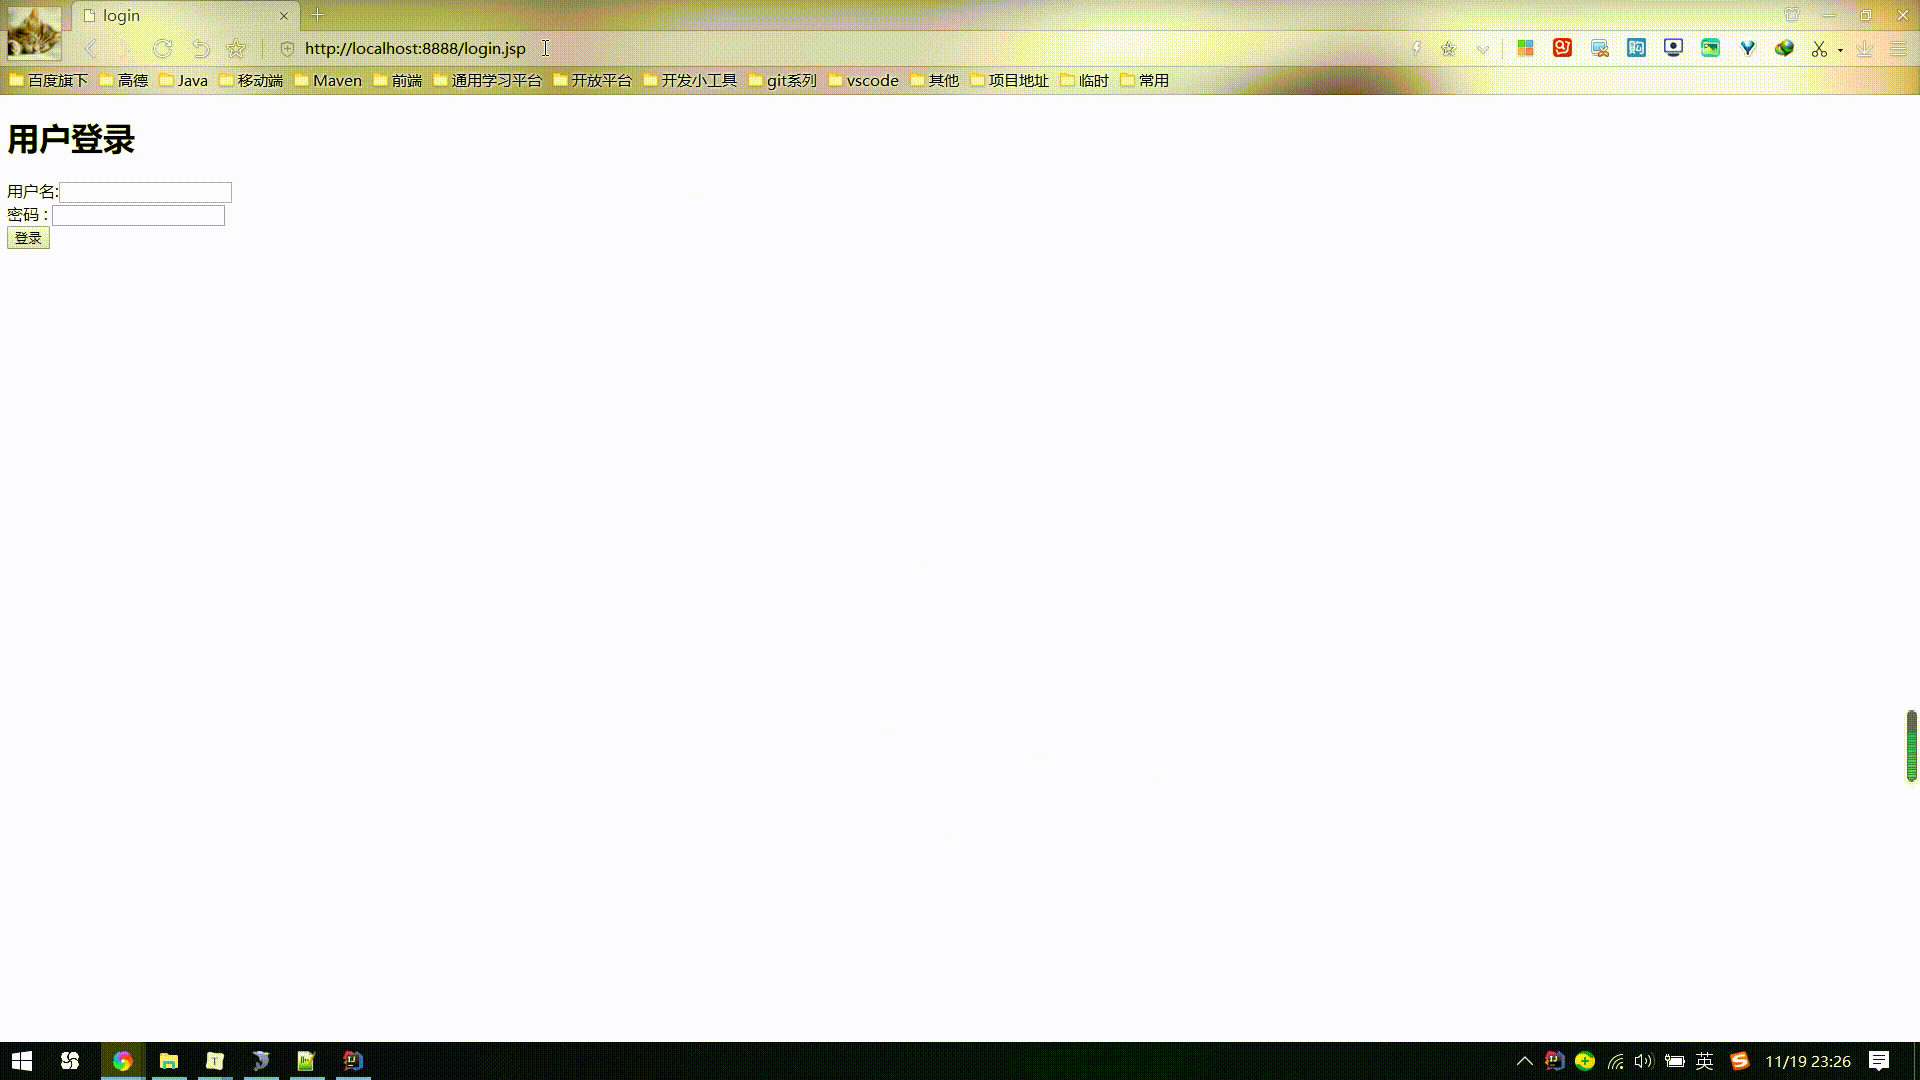 login
http://localhost:8888/login.jsp
百度旗下 高德 Java 移动端 Maven 前端 通用学习平台 开放平台 开发小工具 git系列 vscode 其他 项目地址 临时 常用
用户登录
用户名:
密码 :
登录
英 11/19 23:26